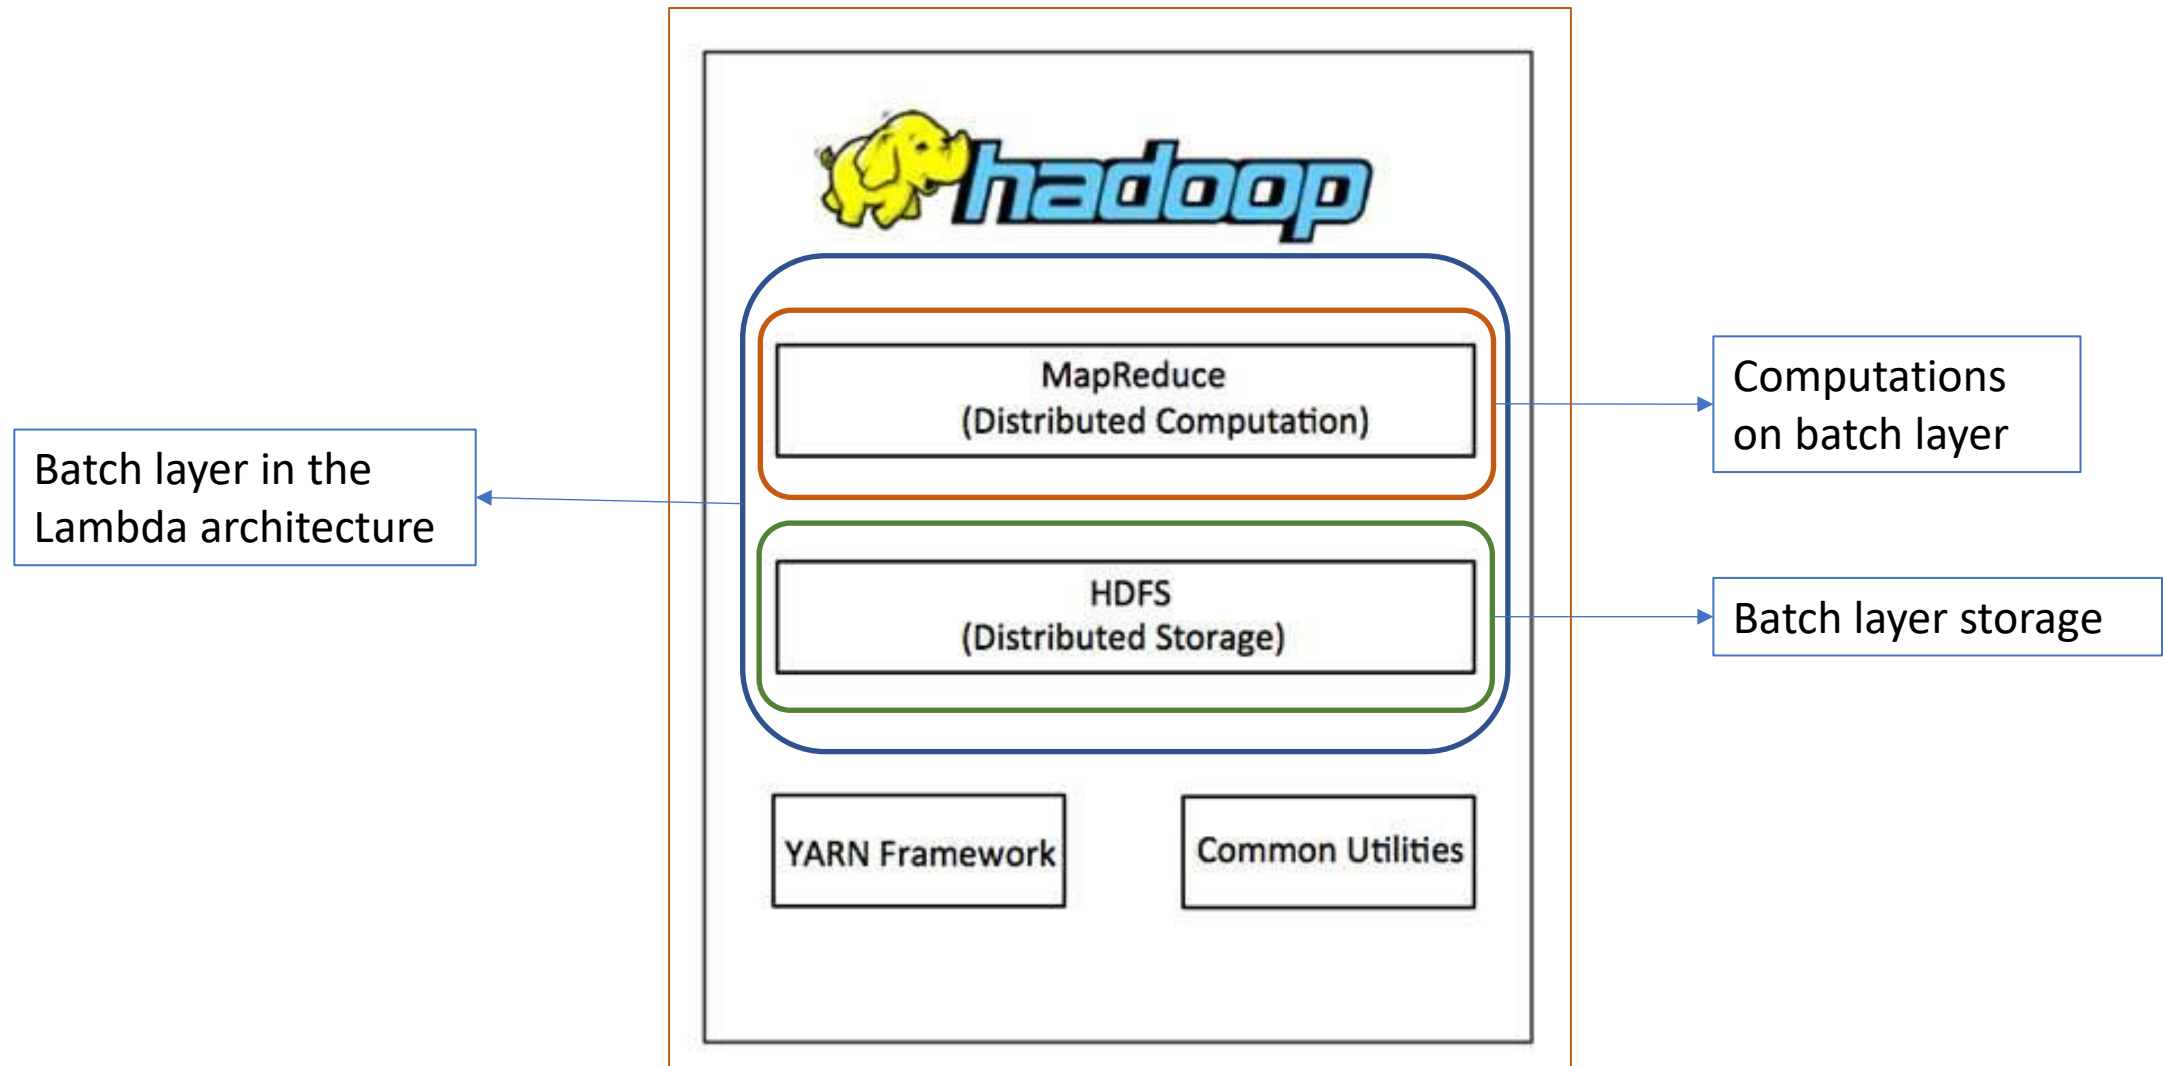 hadoop
MapReduce
(Distributed Computation)
Computations
on batch layer
Batch layer in the
Lambda architecture
HDFS
(Distributed Storage)
Batch layer storage
YARN Framework
Common Utilities